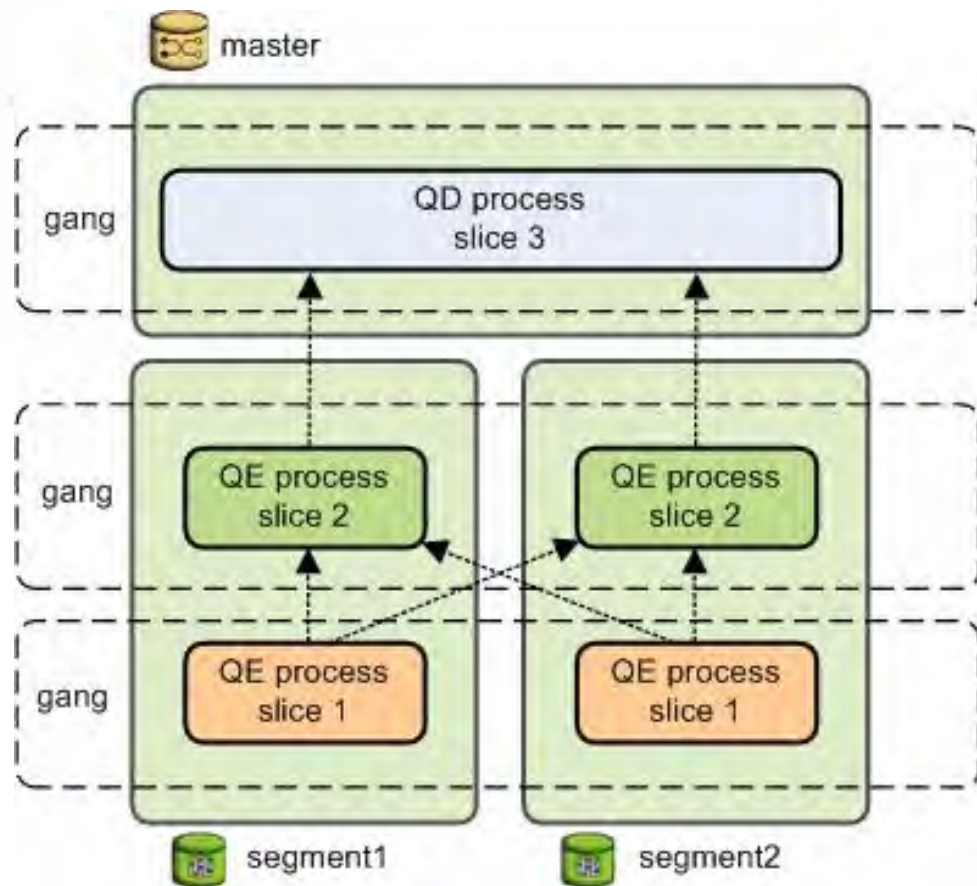 master
gang
QD process
slice 3
gang
QE process
slice 2
QE process
slice 2
gang
QE process
slice 1
QE process
slice 1
segment1
segment2